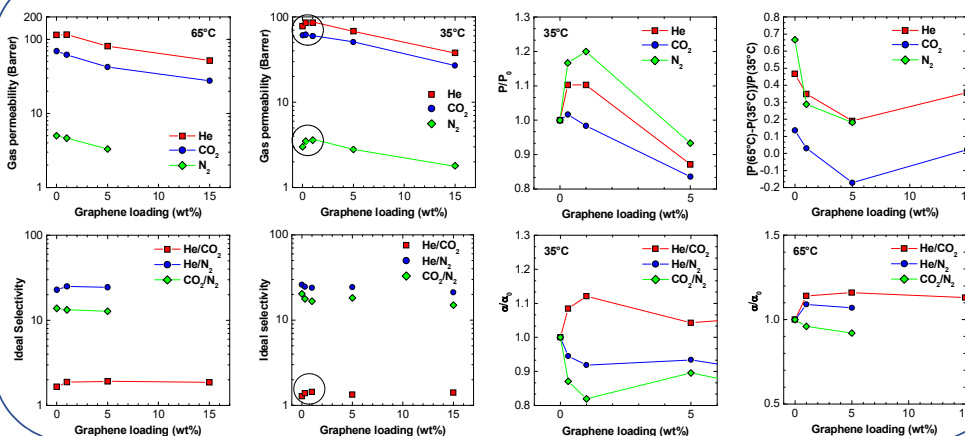 Gas permeability (Barrer)
100
10
1
65°C
He
CO₂
N₂
0 5 10 15
Graphene loading (wt%)
Gas permeability (Barrer)
100
10
1
35°C
He
CO₂
N₂
0 5 10 15
Graphene loading (wt%)
P/P₀
1.2
1.0
0.8
35°C
He
CO₂
N₂
0 5
Graphene loading (wt%)
[P(65°C)-P(35°C)]/P(35°C)
0.8
0.7
0.6
0.5
0.4
0.3
0.2
0.1
0.0
-0.1
-0.2
He
CO₂
N₂
0 5 10 15
Graphene loading (wt%)
Ideal Selectivity
100
10
1
He/CO₂
He/N₂
CO₂/N₂
0 5 10 15
Graphene loading (wt%)
Ideal selectivity
100
10
1
He/CO₂
He/N₂
CO₂/N₂
0 5 10 15
Graphene loading (wt%)
α/α₀
1.3
1.2
1.1
1.0
0.9
0.8
35°C
He/CO₂
He/N₂
CO₂/N₂
0 5
Graphene loading (wt%)
α/α₀
1.5
1.0
0.5
65°C
He/CO₂
He/N₂
CO₂/N₂
0 5 10
Graphene loading (wt%)